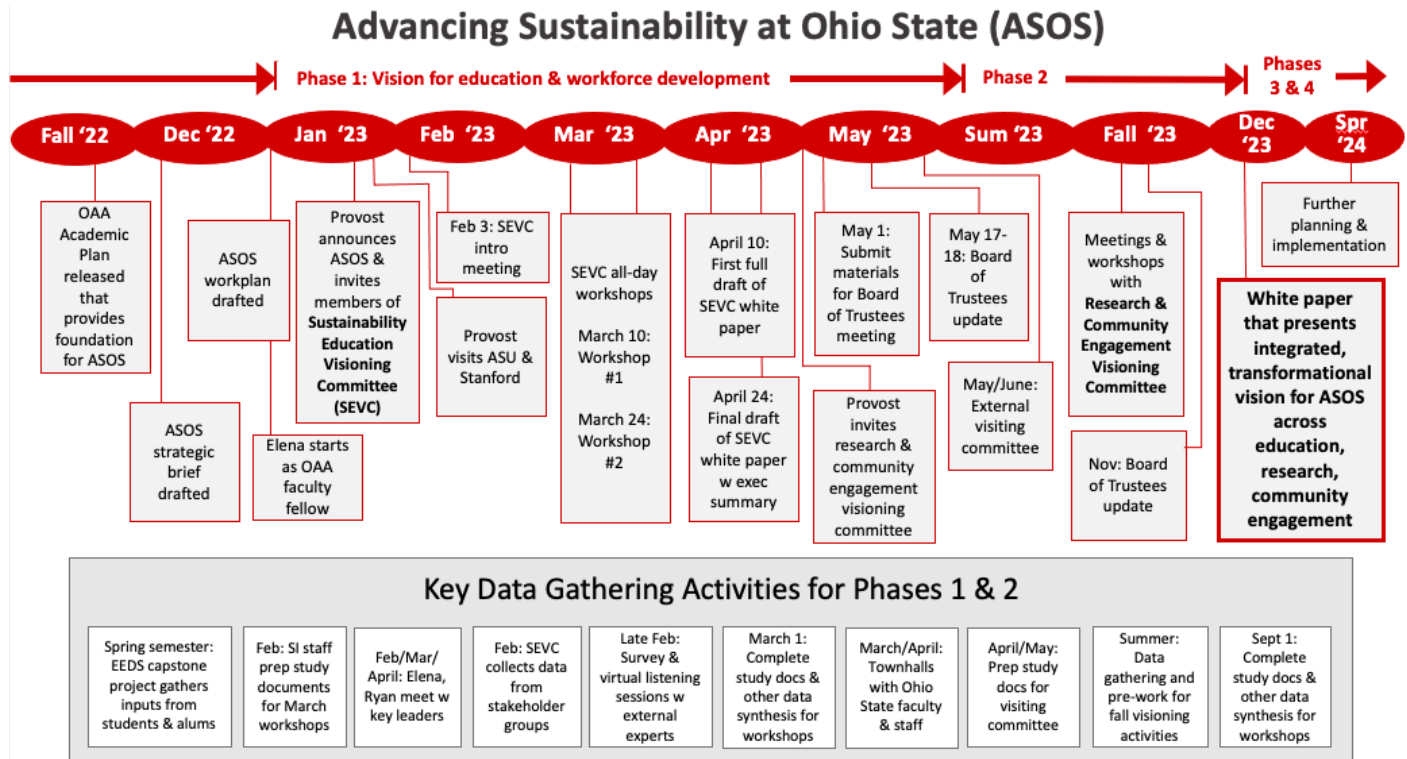 Advancing Sustainability at Ohio State (ASOS)
Phase 1: Vision for education & workforce development
Phase 2
Phases
3 & 4
Fall ‘22
Dec ‘22
Jan ‘23
Feb ‘23
Mar ‘23
Apr ‘23
May ‘23
Sum ‘23
Fall ‘23
Dec
‘23
Spr
‘24
OAA
Academic
Plan
released
that
provides
foundation
for ASOS
ASOS
strategic
brief
drafted
ASOS
workplan
drafted
Elena starts
as OAA
faculty
fellow
Provost
announces
ASOS &
invites
members of
Sustainability
Education
Visioning
Committee
(SEVC)
Feb 3: SEVC
intro
meeting
Provost
visits ASU &
Stanford
SEVC all-day
workshops
March 10:
Workshop
#1
March 24:
Workshop
#2
April 10:
First full
draft of
SEVC white
paper
April 24:
Final draft
of SEVC
white paper
w exec
summary
May 1:
Submit
materials
for Board
of Trustees
meeting
Provost
invites
research &
community
engagement
visioning
committee
May 17-
18: Board
of
Trustees
update
May/June:
External
visiting
committee
Meetings &
workshops
with
Research &
Community
Engagement
Visioning
Committee
Nov: Board
of Trustees
update
Further
planning &
implementation
White paper
that presents
integrated,
transformational
vision for ASOS
across
education,
research,
community
engagement
Key Data Gathering Activities for Phases 1 & 2
Spring semester:
EEDS capstone
project gathers
inputs from
students & alums
Feb: SI staff
prep study
documents
for March
workshops
Feb/Mar/
April: Elena,
Ryan meet w
key leaders
Feb: SEVC
collects data
from
stakeholder
groups
Late Feb:
Survey &
virtual listening
sessions w
external
experts
March 1:
Complete
study docs &
other data
synthesis for
workshops
March/April:
Townhalls
with Ohio
State faculty
& staff
April/May:
Prep study
docs for
visiting
committee
Summer:
Data
gathering and
pre-work for
fall visioning
activities
Sept 1:
Complete
study docs &
other data
synthesis for
workshops